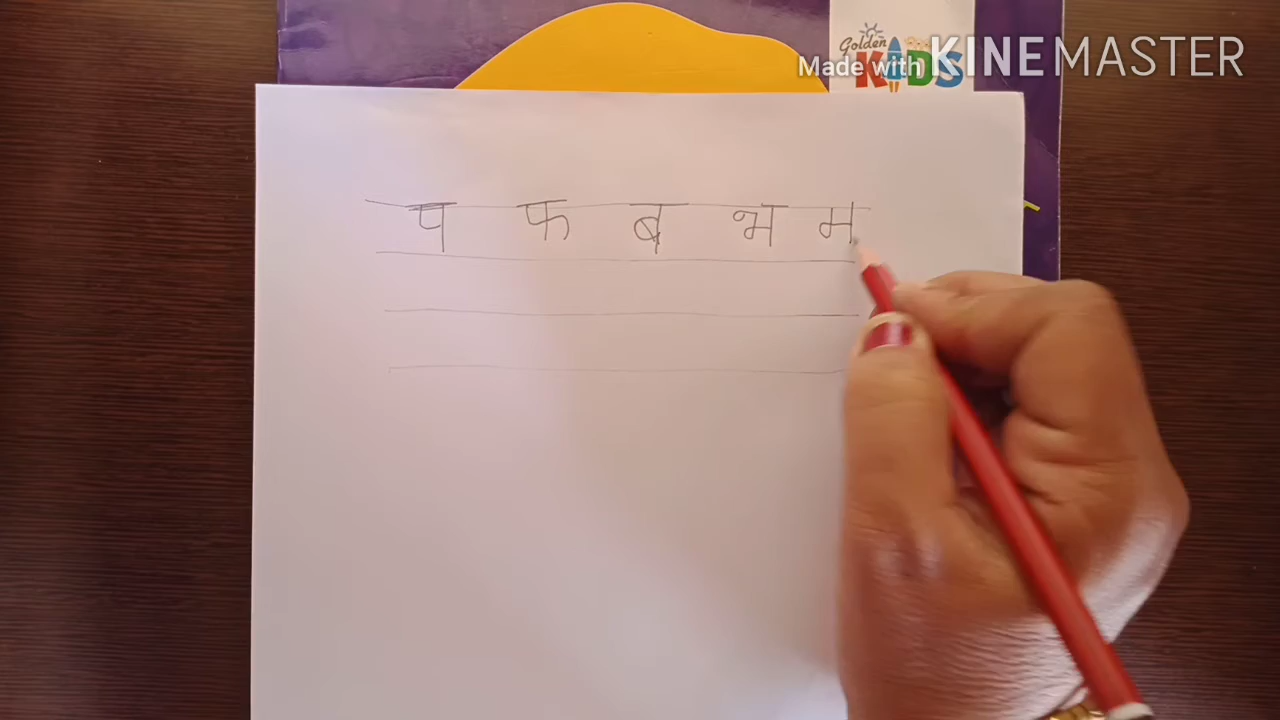 Golden
KiDS
Made with KINEMASTER
प फ ब भ म